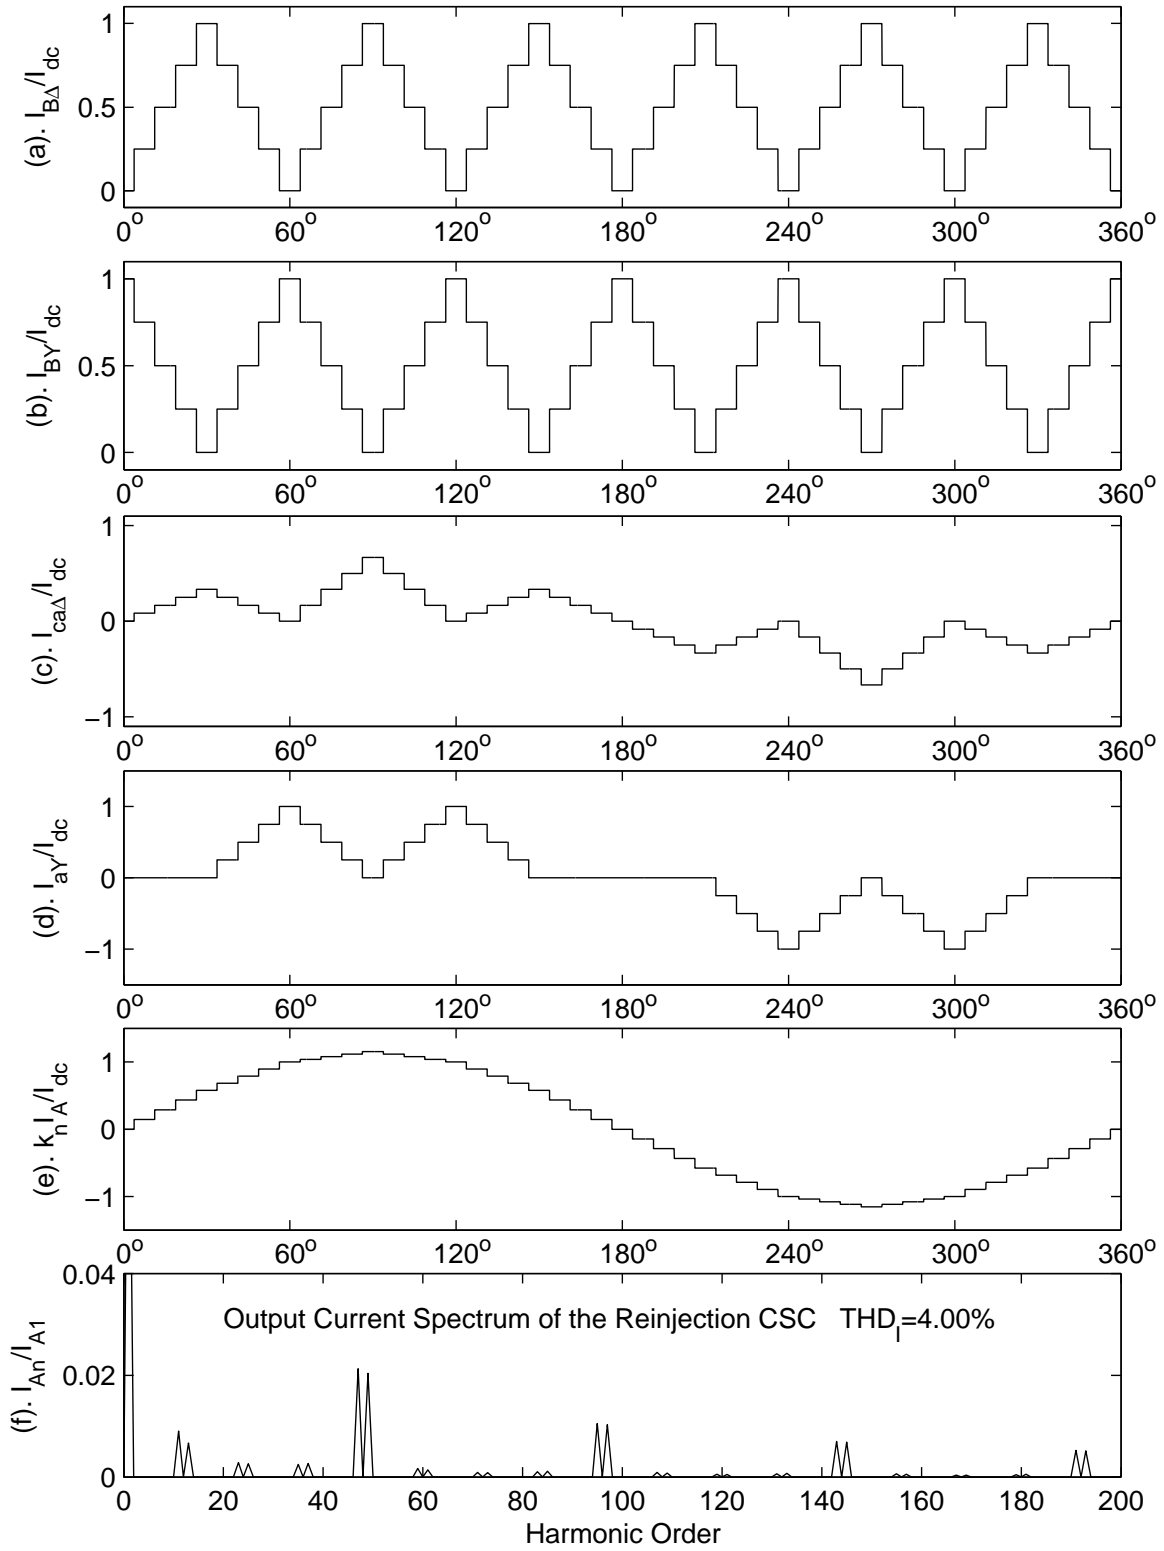 (a). I_BΔ/I_dc
1
0.5
0
0° 60° 120° 180° 240° 300° 360°
(b). I_BY/I_dc
1
0.5
0
0° 60° 120° 180° 240° 300° 360°
(c). I_caΔ/I_dc
1
0
−1
0° 60° 120° 180° 240° 300° 360°
(d). I_aY/I_dc
1
0
−1
0° 60° 120° 180° 240° 300° 360°
(e). k_n I_A/I_dc
1
0
−1
0° 60° 120° 180° 240° 300° 360°
(f). I_An/I_A1
0.04
0.02
0
Output Current Spectrum of the Reinjection CSC THD_I=4.00%
0 20 40 60 80 100 120 140 160 180 200
Harmonic Order